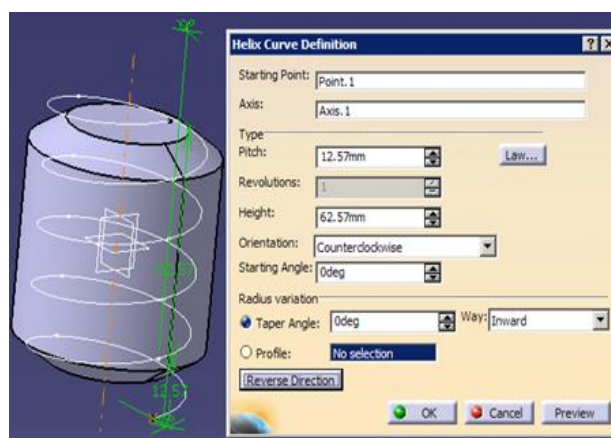 Helix Curve Definition
Starting Point: Point.1
Axis: Axis.1
Type
Pitch: 12.57mm Law...
Revolutions: 1
Height: 62.57mm
Orientation: Counterclockwise
Starting Angle: 0deg
Radius variation
Taper Angle: 0deg Way: Inward
Profile: No selection
Reverse Direction
OK Cancel Preview
12.57